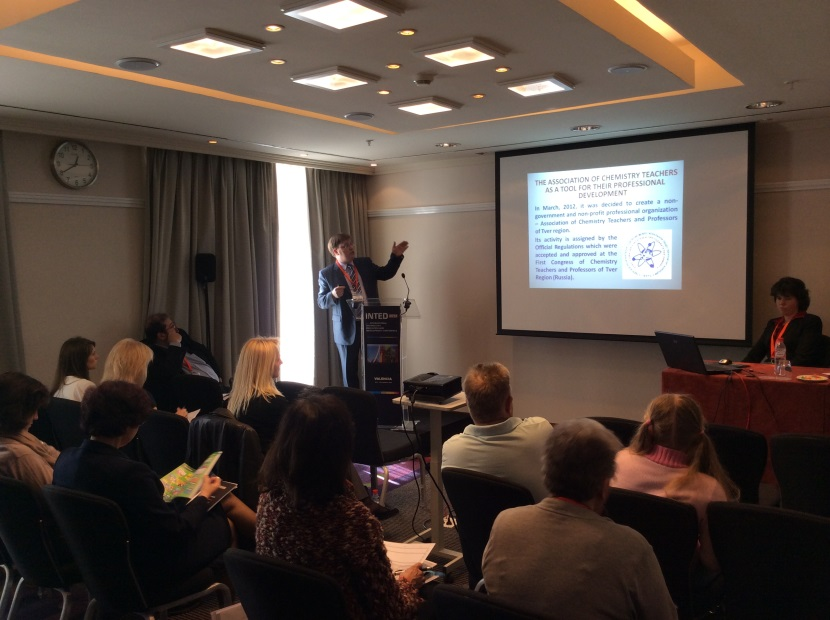 THE ASSOCIATION OF CHEMISTRY TEACHERS
AS A TOOL FOR THEIR PROFESSIONAL
DEVELOPMENT
In March, 2012, it was decided to create a non-
government and non-profit professional organization
– Association of Chemistry Teachers and Professors
of Tver region.
Its activity is assigned by the
Official Regulations which were
accepted and approved at the
First Congress of Chemistry
Teachers and Professors of Tver
Region (Russia).
INTED
VALENCIA